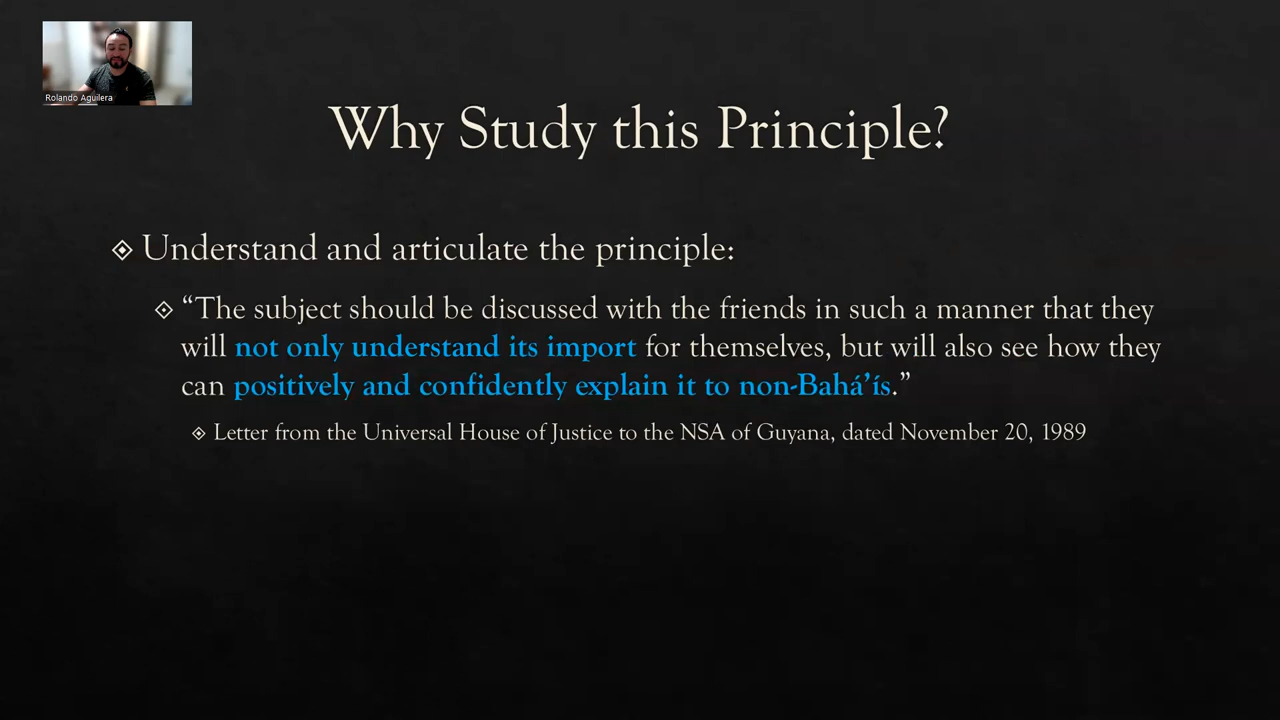 Rolando Aguilera
Why Study this Principle?
Understand and articulate the principle:
“The subject should be discussed with the friends in such a manner that they
will not only understand its import for themselves, but will also see how they
can positively and confidently explain it to non-Bahá’ís.”
Letter from the Universal House of Justice to the NSA of Guyana, dated November 20, 1989